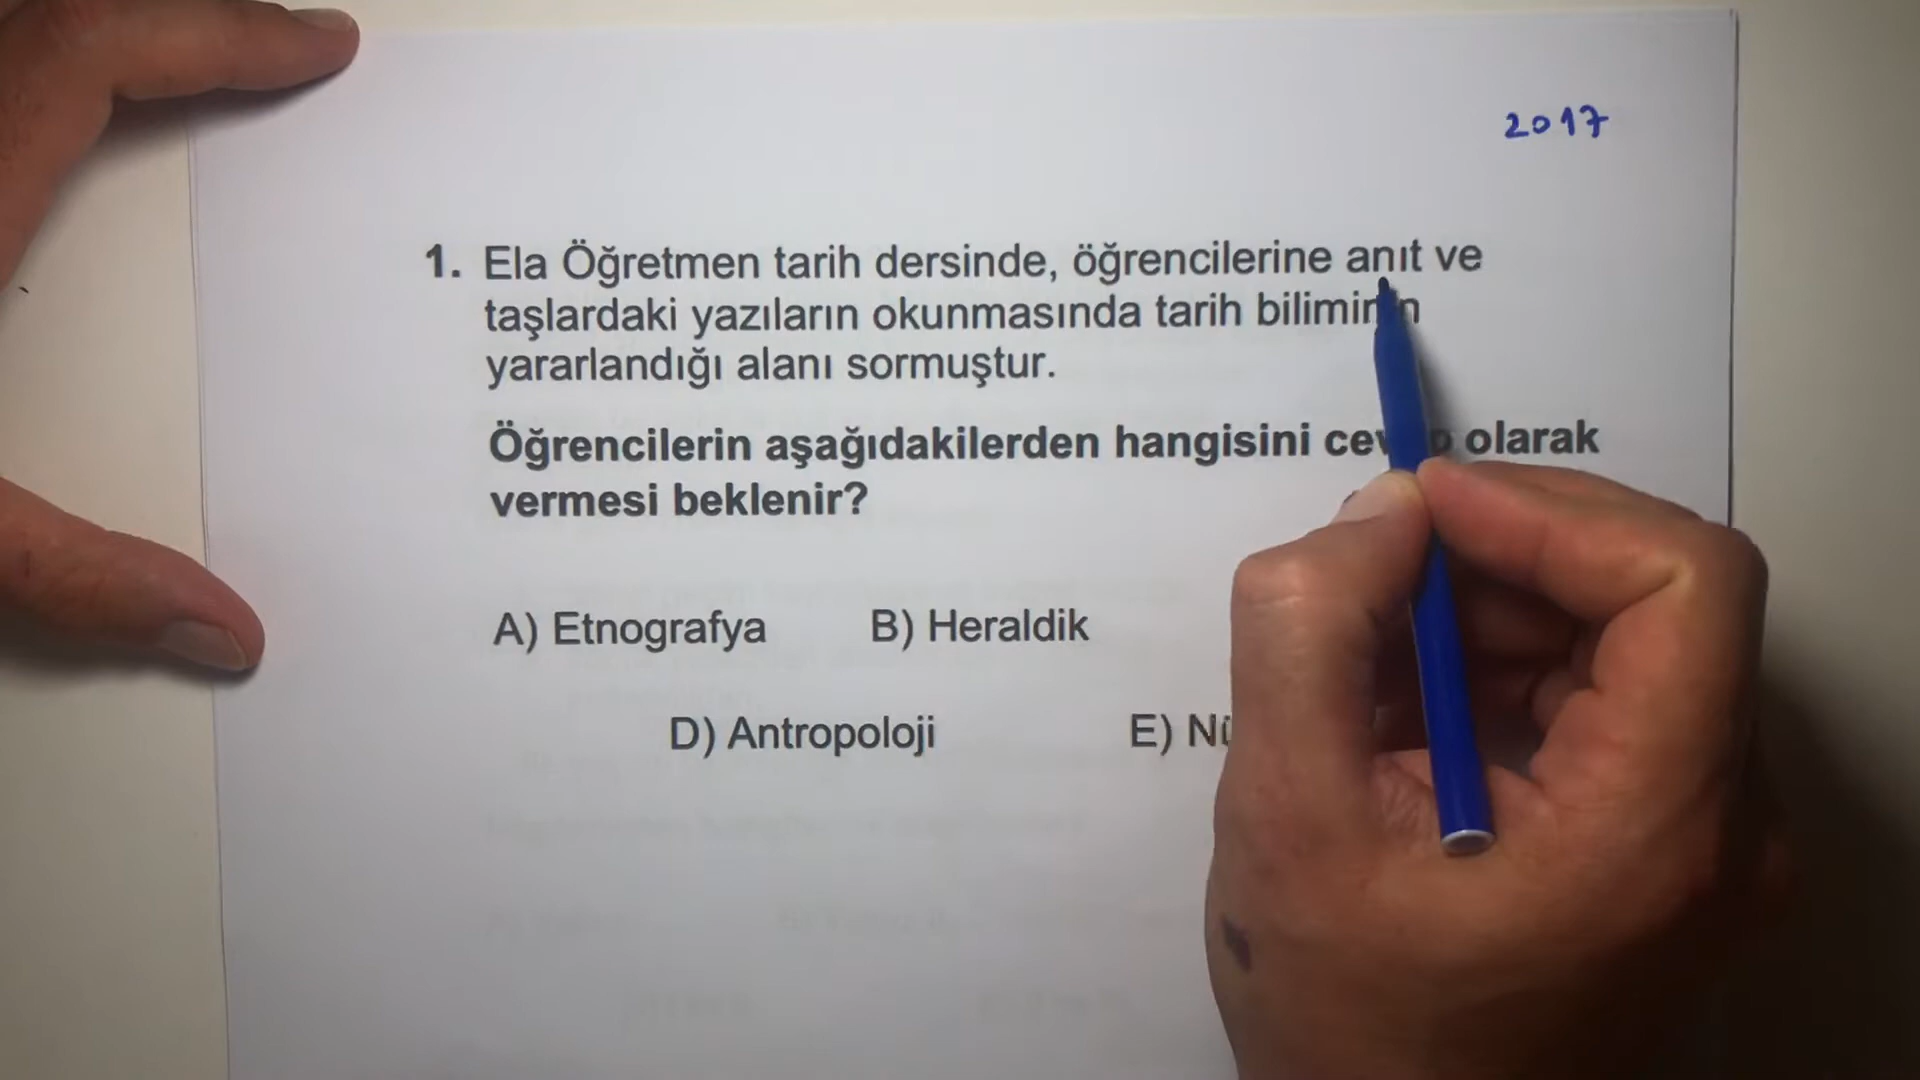 2017
1. Ela Öğretmen tarih dersinde, öğrencilerine anıt ve
taşlardaki yazıların okunmasında tarih biliminin
yararlandığı alanı sormuştur.
Öğrencilerin aşağıdakilerden hangisini cevap olarak
vermesi beklenir?
A) Etnografya B) Heraldik
D) Antropoloji E)